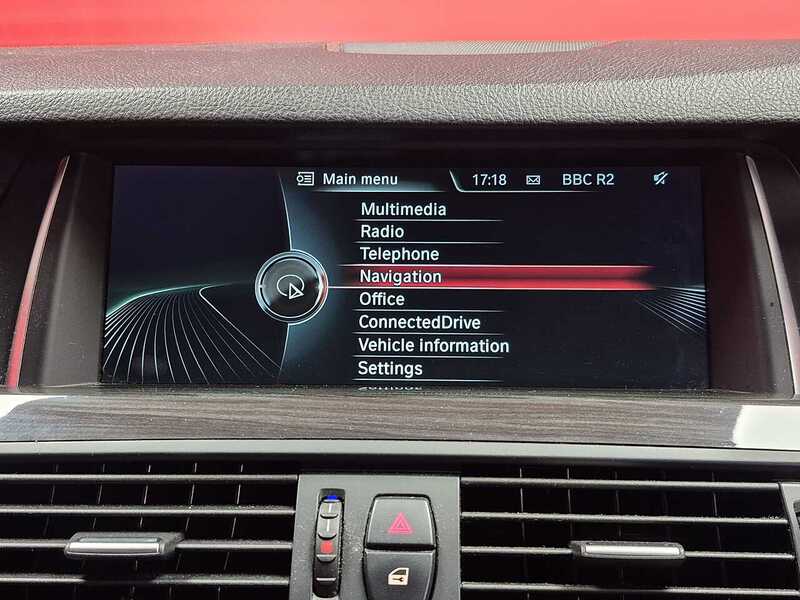 Main menu 17:18 BBC R2
Multimedia
Radio
Telephone
Navigation
Office
ConnectedDrive
Vehicle information
Settings